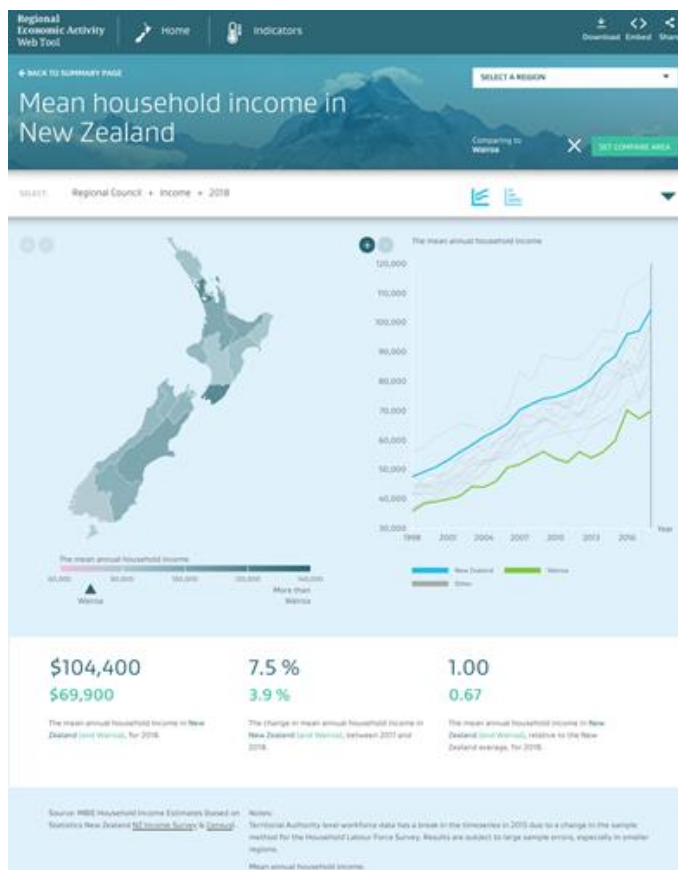 Regional
Economic Activity
Web Tool
Home
Indicators
Download Embed Share
BACK TO SUMMARY PAGE
SELECT A REGION
Mean household income in
New Zealand
Comparing to
Wairoa
SET COMPARE AREA
SELECT: Regional Council + Income + 2018
The mean annual household income
120,000
110,000
100,000
90,000
80,000
70,000
60,000
50,000
40,000
30,000
1998 2001 2004 2007 2010 2013 2016 Year
New Zealand Wairoa
Other
The mean annual household income
60,000 80,000 100,000 120,000 140,000
Wairoa
More than
Wairoa
$104,400
$69,900
The mean annual household income in New
Zealand (and Wairoa), for 2018.
7.5 %
3.9 %
The change in mean annual household income in
New Zealand (and Wairoa), between 2017 and
2018.
1.00
0.67
The mean annual household income in New
Zealand (and Wairoa), relative to the New
Zealand average, for 2018.
Source: MBIE Household Income Estimates (based on
Statistics New Zealand NZ Income Survey & Census).
Notes:
Territorial Authority level workforce data has a break in the timeseries in 2015 due to a change in the sample
method for the Household Labour Force Survey. Results are subject to large sample errors, especially in smaller
regions.
Mean annual household income.